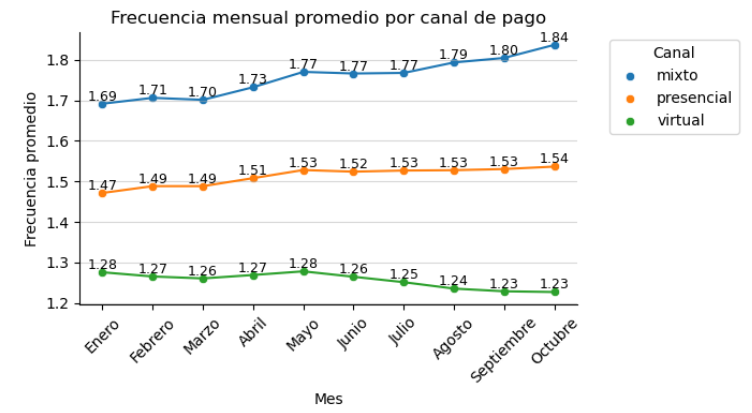 Frecuencia mensual promedio por canal de pago
Frecuencia promedio
1.8
1.7
1.6
1.5
1.4
1.3
1.2
1.69 1.71 1.70 1.73 1.77 1.77 1.77 1.79 1.80 1.84
1.47 1.49 1.49 1.51 1.53 1.52 1.53 1.53 1.53 1.54
1.28 1.27 1.26 1.27 1.28 1.26 1.25 1.24 1.23 1.23
Enero Febrero Marzo Abril Mayo Junio Julio Agosto Septiembre Octubre
Mes
Canal
mixto
presencial
virtual